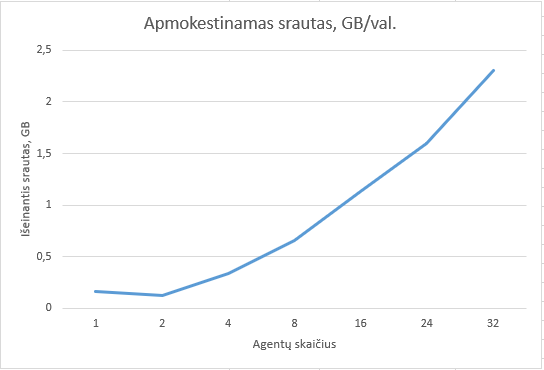 Apmokestinamas srautas, GB/val.
2,5
2
1,5
1
0,5
0
Išeinantis srautas, GB
1 2 4 8 16 24 32
Agentų skaičius